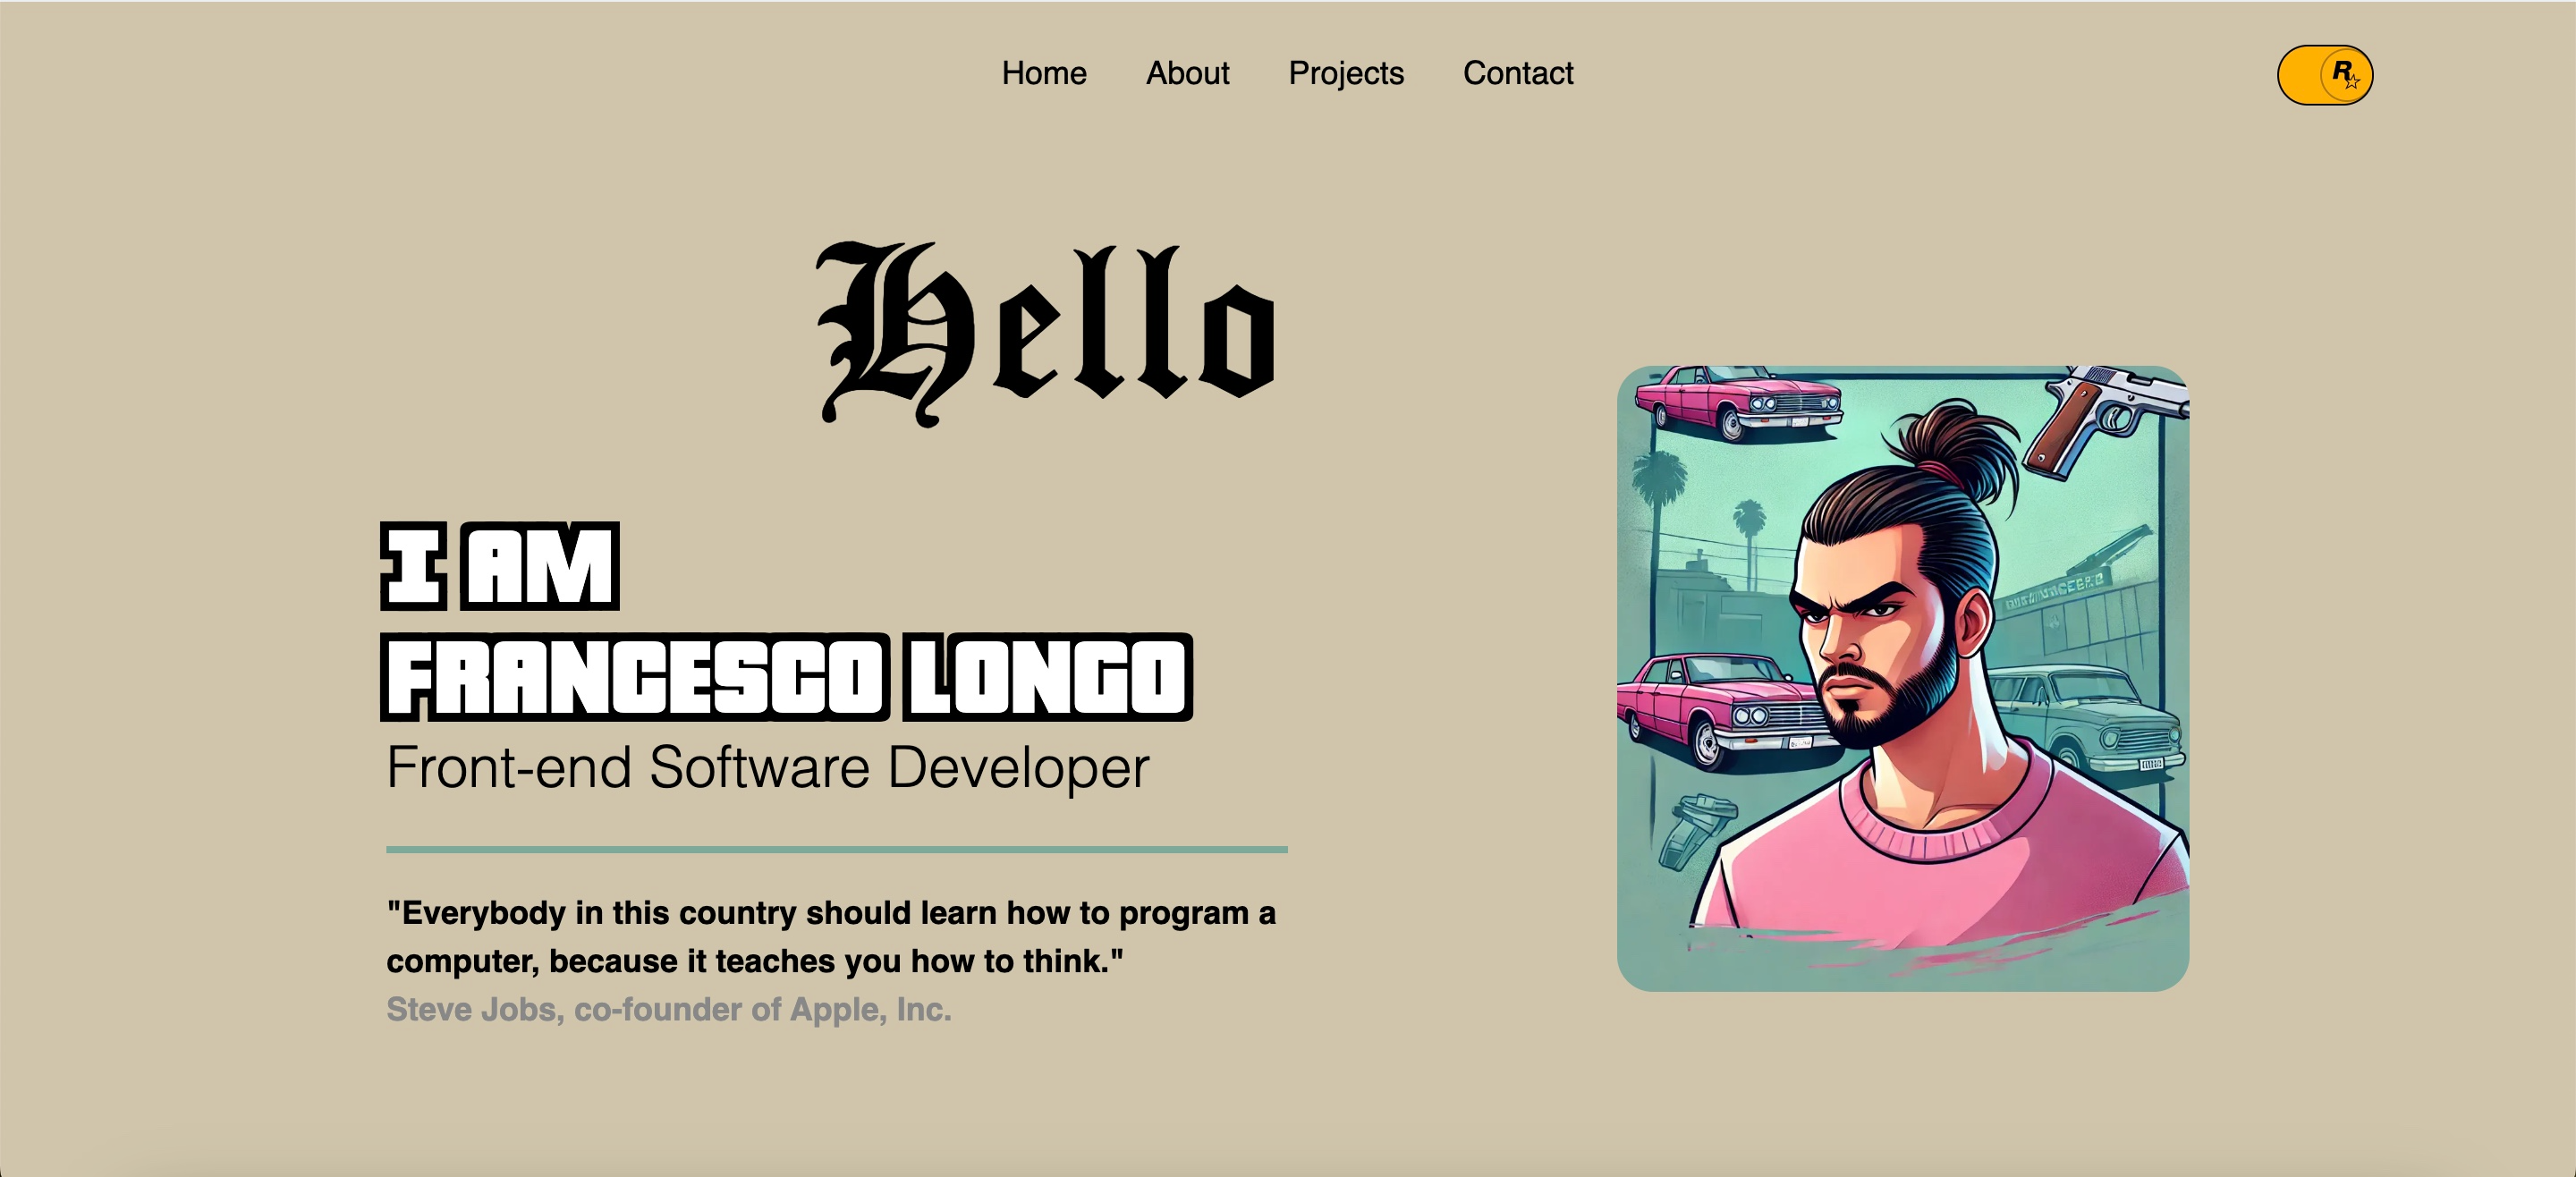 Home About Projects Contact
R
Hello
I AM
FRANCESCO LONGO
Front-end Software Developer
"Everybody in this country should learn how to program a
computer, because it teaches you how to think."
Steve Jobs, co-founder of Apple, Inc.